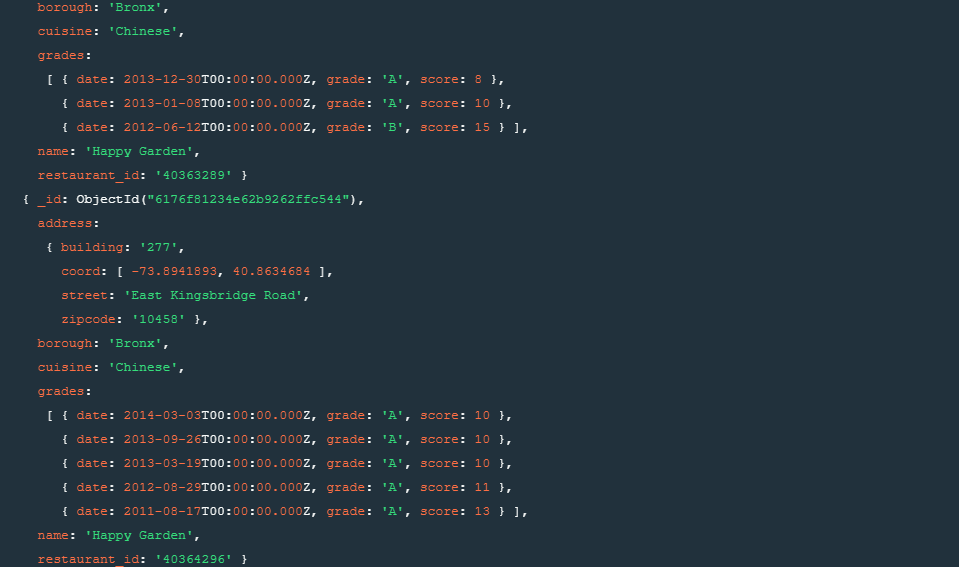 borough: 'Bronx',
cuisine: 'Chinese',
grades:
[ { date: 2013-12-30T00:00:00.000Z, grade: 'A', score: 8 },
{ date: 2013-01-08T00:00:00.000Z, grade: 'A', score: 10 },
{ date: 2012-06-12T00:00:00.000Z, grade: 'B', score: 15 } ],
name: 'Happy Garden',
restaurant_id: '40363289' }
{ _id: ObjectId("6176f81234e62b9262ffc544"),
address:
{ building: '277',
coord: [ -73.8941893, 40.8634684 ],
street: 'East Kingsbridge Road',
zipcode: '10458' },
borough: 'Bronx',
cuisine: 'Chinese',
grades:
[ { date: 2014-03-03T00:00:00.000Z, grade: 'A', score: 10 },
{ date: 2013-09-26T00:00:00.000Z, grade: 'A', score: 10 },
{ date: 2013-03-19T00:00:00.000Z, grade: 'A', score: 10 },
{ date: 2012-08-29T00:00:00.000Z, grade: 'A', score: 11 },
{ date: 2011-08-17T00:00:00.000Z, grade: 'A', score: 13 } ],
name: 'Happy Garden',
restaurant_id: '40364296' }